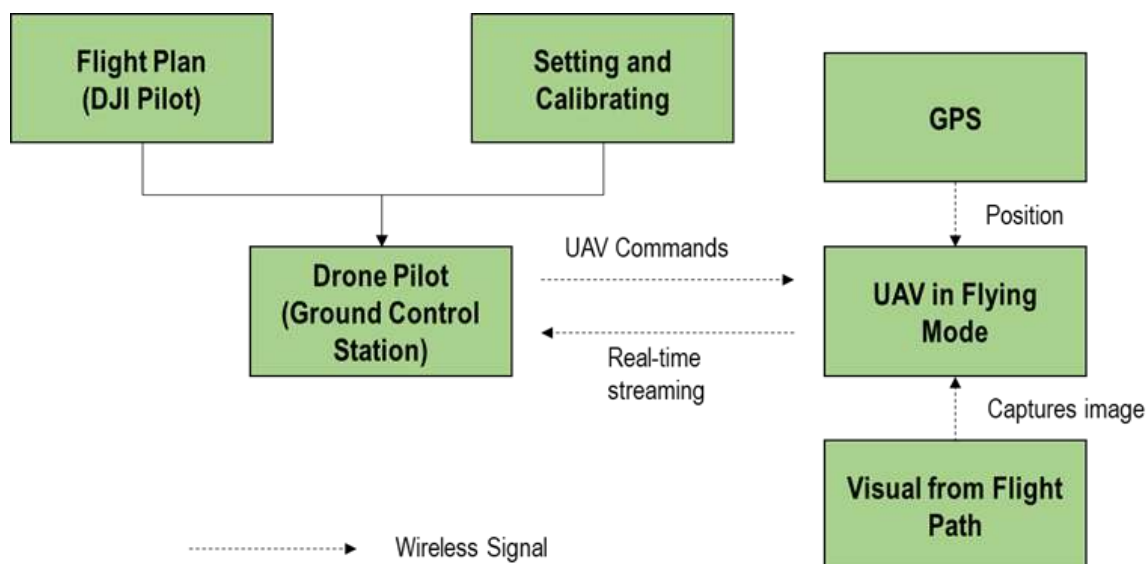 Flight Plan
(DJI Pilot)
Setting and
Calibrating
GPS
Position
Drone Pilot
(Ground Control
Station)
UAV Commands
Real-time
streaming
UAV in Flying
Mode
Captures image
Visual from Flight
Path
Wireless Signal